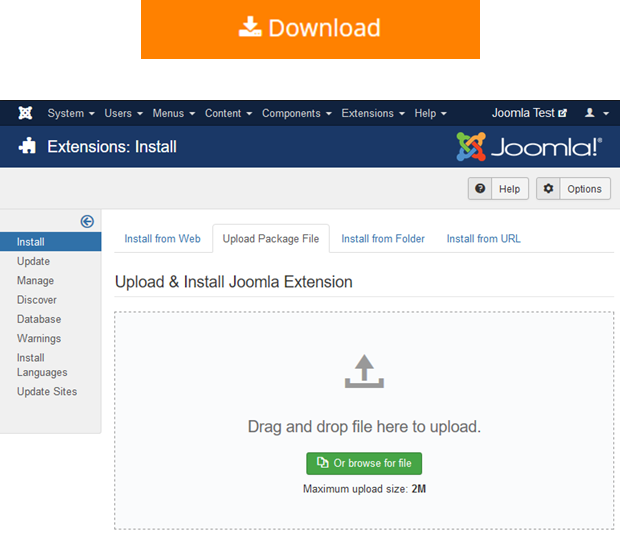 Download
System Users Menus Content Components Extensions Help Joomla Test
Extensions: Install Joomla!®
Help Options
Install
Update
Manage
Discover
Database
Warnings
Install
Languages
Update Sites
Install from Web Upload Package File Install from Folder Install from URL
Upload & Install Joomla Extension
Drag and drop file here to upload.
Or browse for file
Maximum upload size: 2M